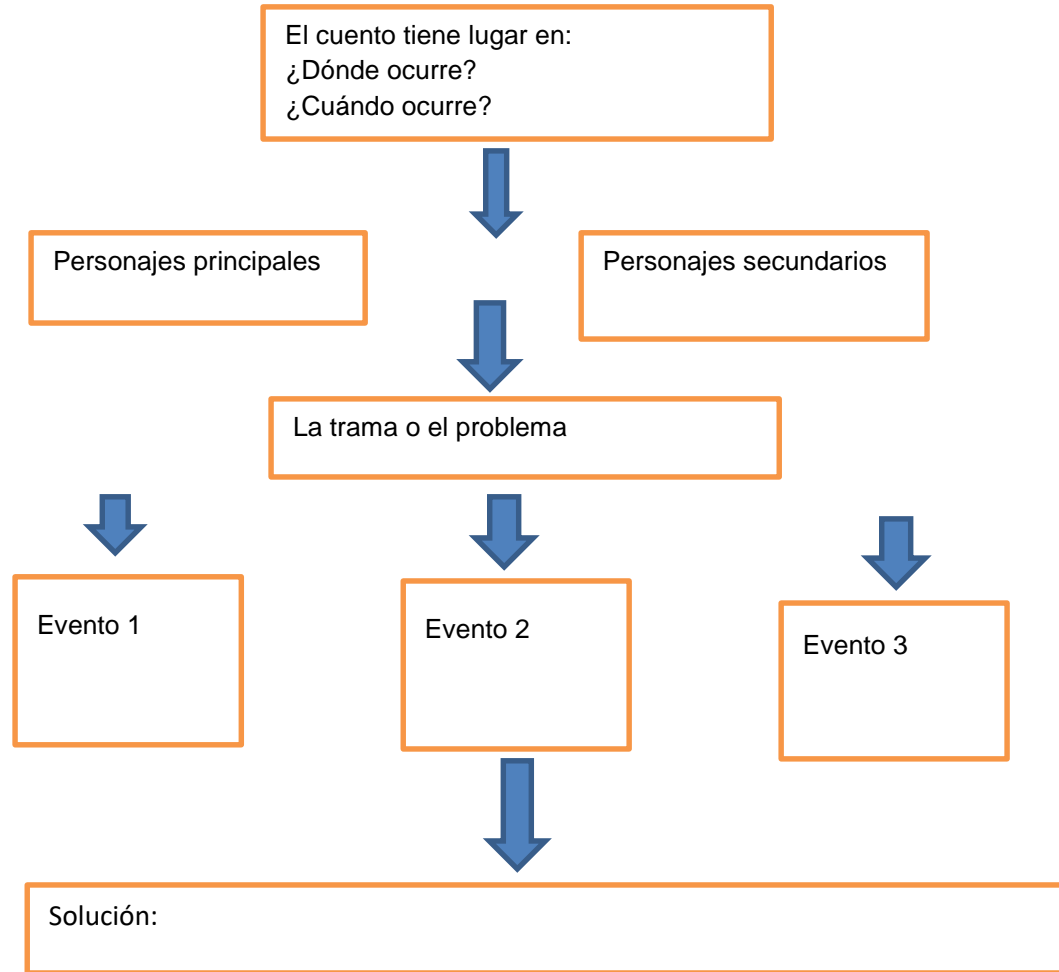 El cuento tiene lugar en:
¿Dónde ocurre?
¿Cuándo ocurre?
Personajes principales
Personajes secundarios
La trama o el problema
Evento 1
Evento 2
Evento 3
Solución: